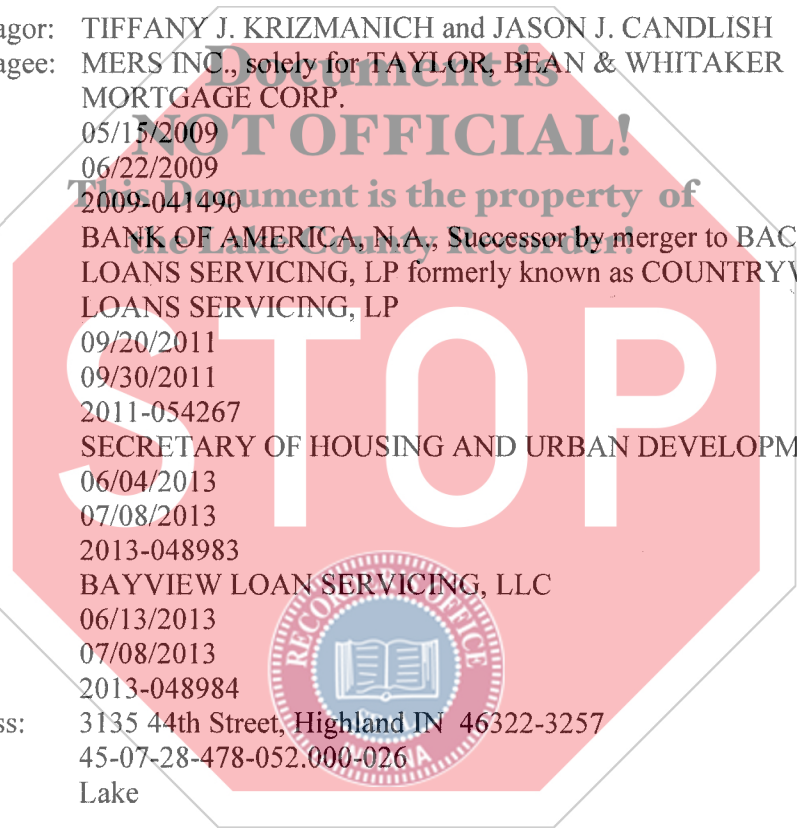 agor: TIFFANY J. KRIZMANICH and JASON J. CANDLISH
agee: MERS INC., solely for TAYLOR, BEAN & WHITAKER
MORTGAGE CORP.
05/15/2009
06/22/2009
2009-041490
BANK OF AMERICA, N.A., Successor by merger to BAC
LOANS SERVICING, LP formerly known as COUNTRYW
LOANS SERVICING, LP
09/20/2011
09/30/2011
2011-054267
SECRETARY OF HOUSING AND URBAN DEVELOPM
06/04/2013
07/08/2013
2013-048983
BAYVIEW LOAN SERVICING, LLC
06/13/2013
07/08/2013
2013-048984
ss: 3135 44th Street, Highland IN 46322-3257
45-07-28-478-052.000-026
Lake
Document is
NOT OFFICIAL!
This Document is the property of
the Lake County Recorder!
STOP
RECORDER'S OFFICE